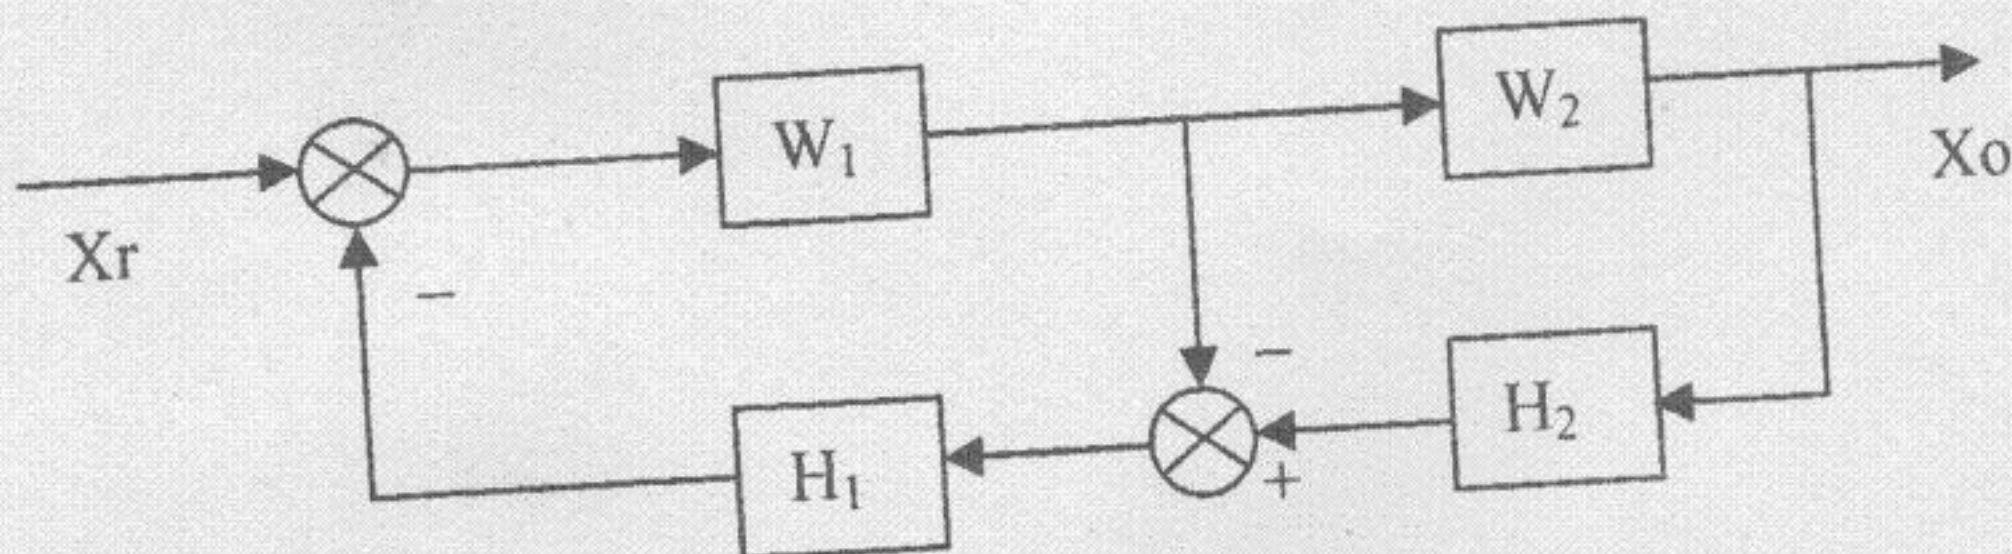 W₂
W₁
Xo
Xr
−
−
H₂
+
H₁